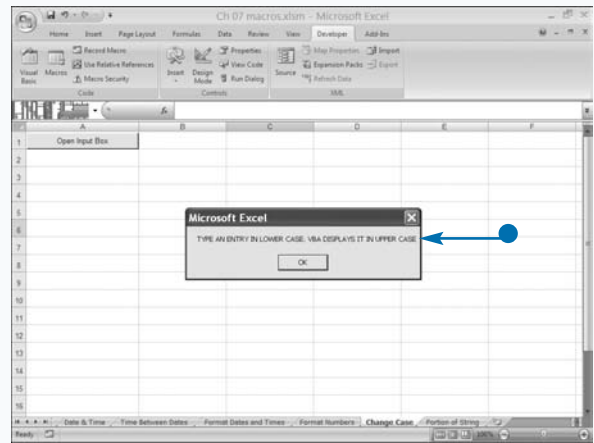 Ch 07 macros.xlsm - Microsoft Excel
Home Insert Page Layout Formulas Data Review View Developer Add-Ins
Visual Basic
Macros
Record Macro
Use Relative References
Macro Security
Code
Insert
Design Mode
Properties
View Code
Run Dialog
Controls
Source
Map Properties
Expansion Packs
Refresh Data
Import
Export
XML
fx
A B C D E F
1 Open Input Box
2
3
4
5
6
7
8
9
10
11
12
13
14
15
16
Microsoft Excel
TYPE AN ENTRY IN LOWER CASE; VBA DISPLAYS IT IN UPPER CASE
OK
Date & Time Time Between Dates Format Dates and Times Format Numbers Change Case Portion of String
Ready 100%